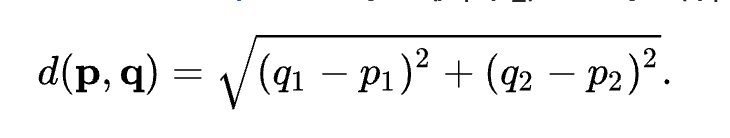 d(p, q) = √(q₁ − p₁)² + (q₂ − p₂)².